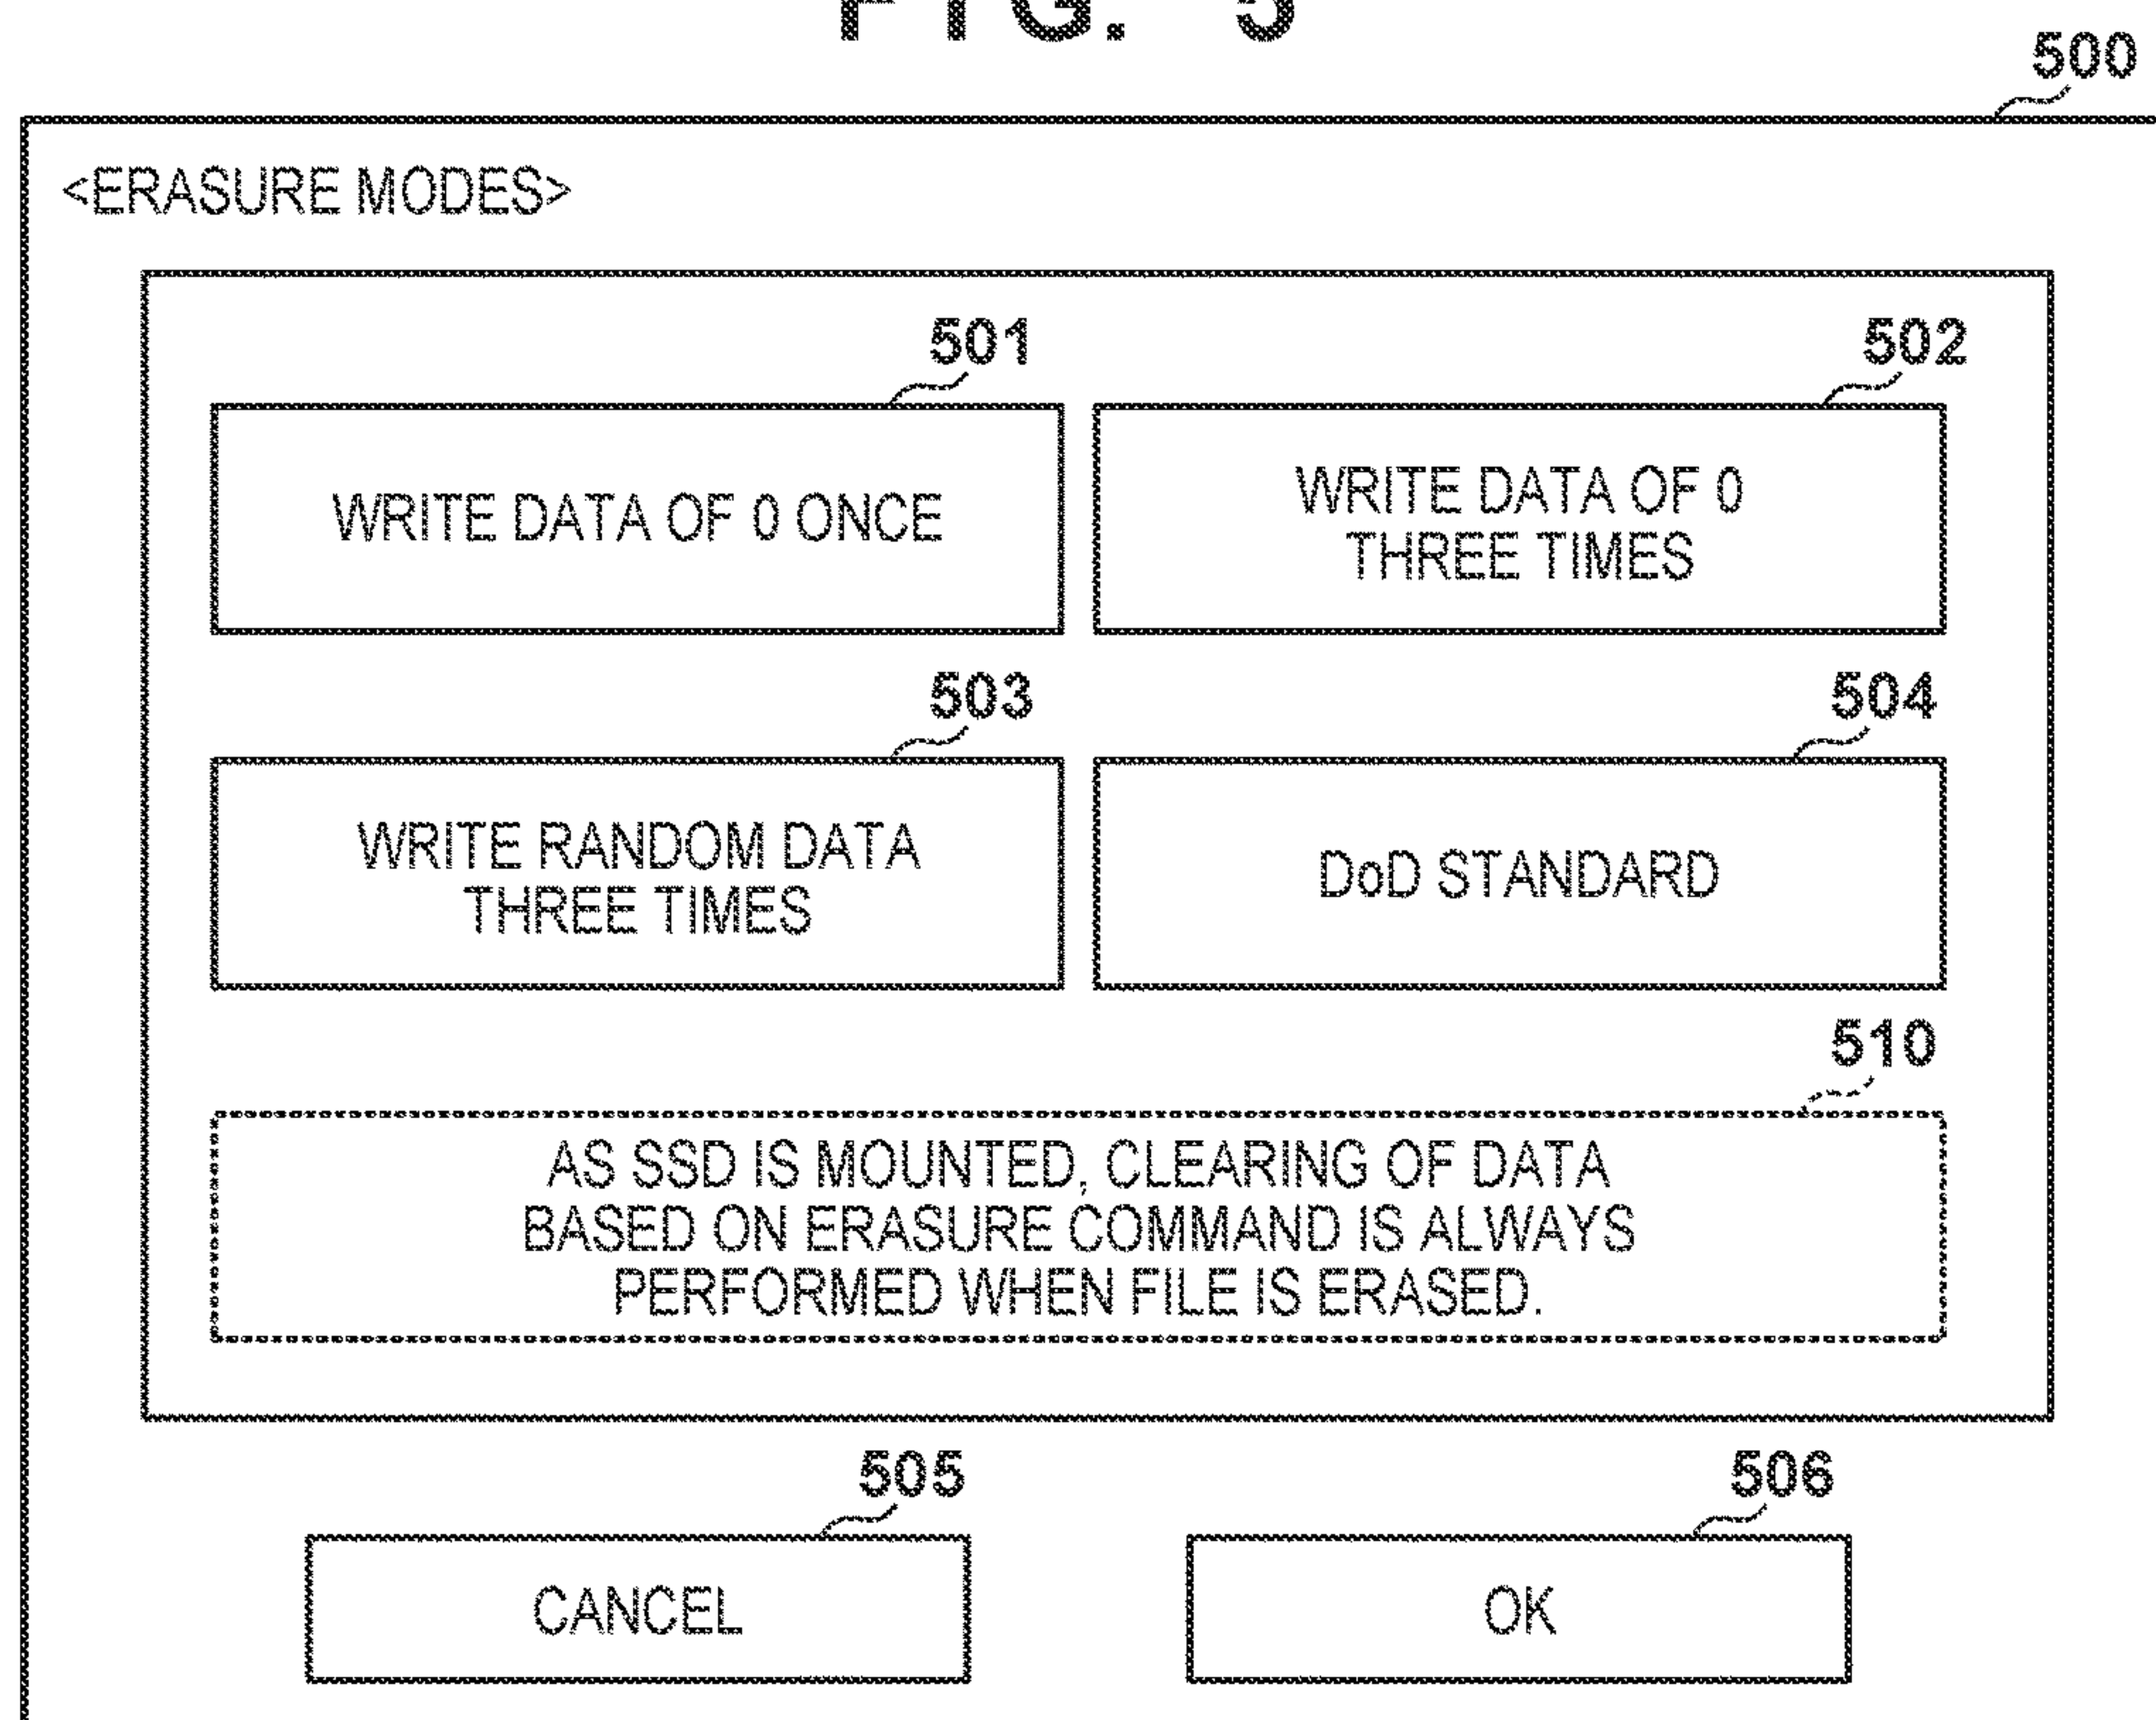 FIG. 5
500
<ERASURE MODES>
501
502
WRITE DATA OF 0 ONCE
WRITE DATA OF 0
THREE TIMES
503
504
WRITE RANDOM DATA
THREE TIMES
DoD STANDARD
510
AS SSD IS MOUNTED, CLEARING OF DATA
BASED ON ERASURE COMMAND IS ALWAYS
PERFORMED WHEN FILE IS ERASED.
505
506
CANCEL
OK